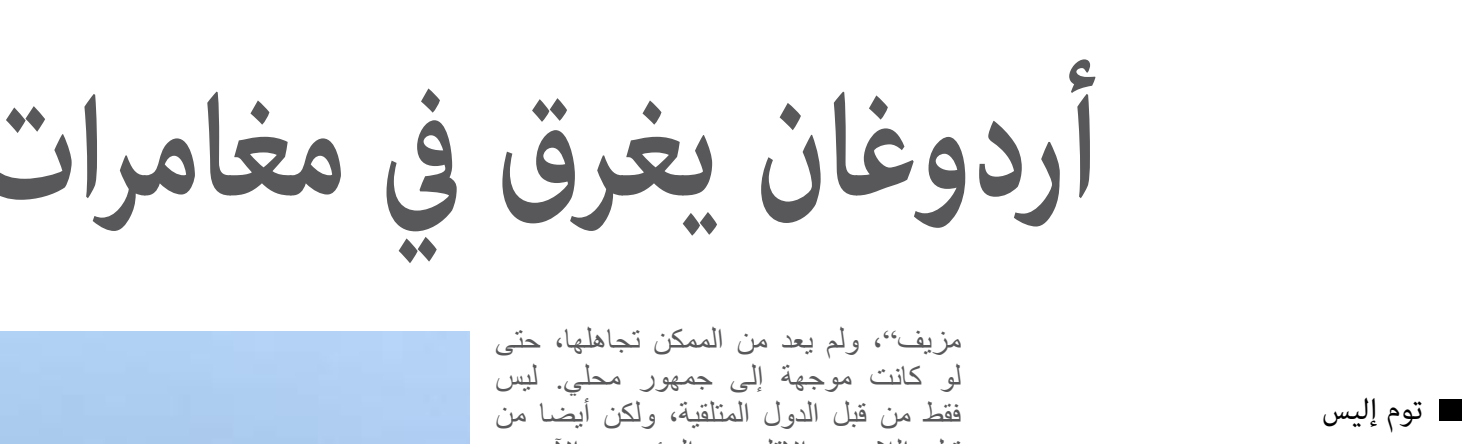 أردوغان يغرق في مغامرات
توم إليس
مزيف“، ولم يعد من الممكن تجاهلها، حتى
لو كانت موجهة إلى جمهور محلي. ليس
فقط من قبل الدول المتلقية، ولكن أيضا من